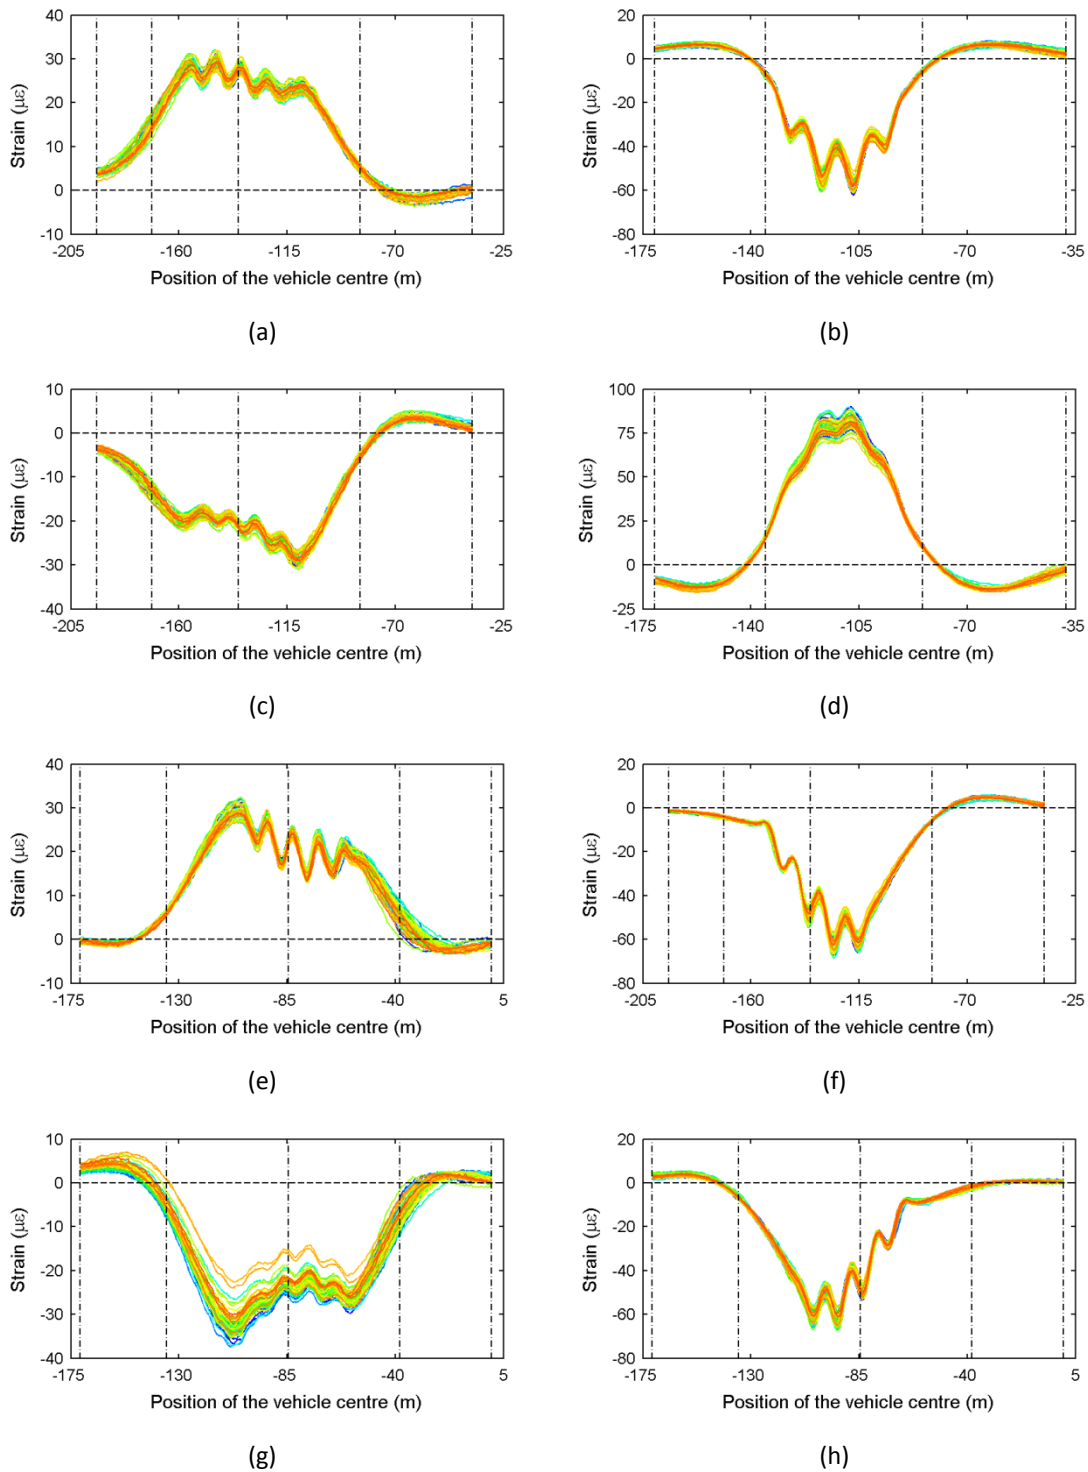 40
30
20
10
0
-10
-205 -160 -115 -70 -25
Strain (με)
Position of the vehicle centre (m)
(a)
20
0
-20
-40
-60
-80
-175 -140 -105 -70 -35
Strain (με)
Position of the vehicle centre (m)
(b)
10
0
-10
-20
-30
-40
-205 -160 -115 -70 -25
Strain (με)
Position of the vehicle centre (m)
(c)
100
75
50
25
0
-25
-175 -140 -105 -70 -35
Strain (με)
Position of the vehicle centre (m)
(d)
40
30
20
10
0
-10
-175 -130 -85 -40 5
Strain (με)
Position of the vehicle centre (m)
(e)
20
0
-20
-40
-60
-80
-205 -160 -115 -70 -25
Strain (με)
Position of the vehicle centre (m)
(f)
10
0
-10
-20
-30
-40
-175 -130 -85 -40 5
Strain (με)
Position of the vehicle centre (m)
(g)
20
0
-20
-40
-60
-80
-175 -130 -85 -40 5
Strain (με)
Position of the vehicle centre (m)
(h)